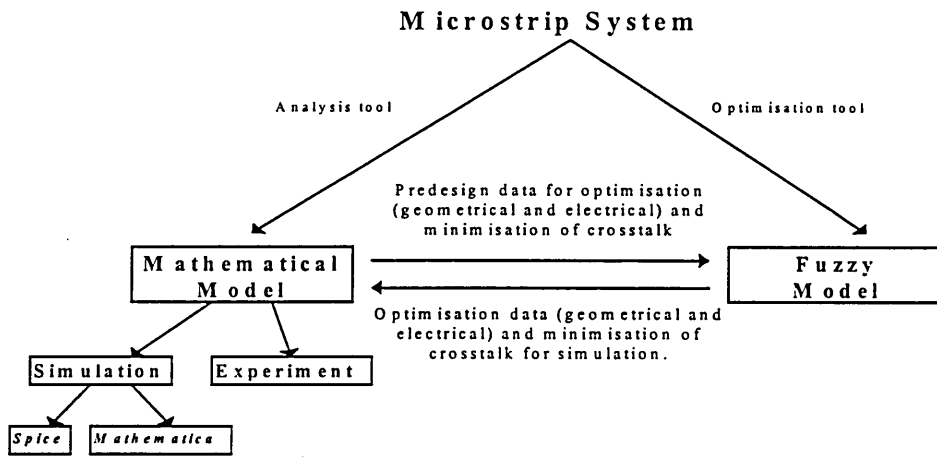 Microstrip System
Analysis tool
Optimisation tool
Predesign data for optimisation
(geometrical and electrical) and
minimisation of crosstalk
Mathematical
Model
Fuzzy
Model
Optimisation data (geometrical and
electrical) and minimisation of
crosstalk for simulation.
Simulation
Experiment
Spice
Mathematica